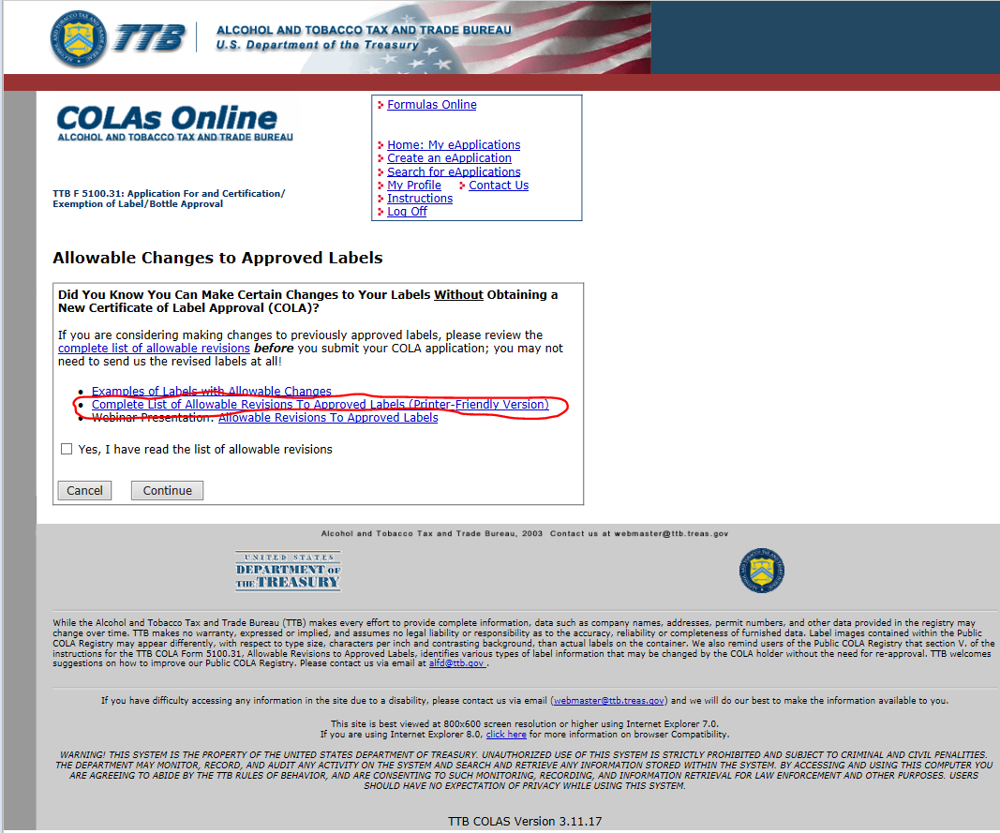 TTB
ALCOHOL AND TOBACCO TAX AND TRADE BUREAU
U.S. Department of the Treasury
COLAs Online
ALCOHOL AND TOBACCO TAX AND TRADE BUREAU
TTB F 5100.31: Application For and Certification/
Exemption of Label/Bottle Approval
Formulas Online
Home: My eApplications
Create an eApplication
Search for eApplications
My Profile Contact Us
Instructions
Log Off
Allowable Changes to Approved Labels
Did You Know You Can Make Certain Changes to Your Labels Without Obtaining a
New Certificate of Label Approval (COLA)?
If you are considering making changes to previously approved labels, please review the
complete list of allowable revisions before you submit your COLA application; you may not
need to send us the revised labels at all!
• Examples of Labels with Allowable Changes
• Complete List of Allowable Revisions To Approved Labels (Printer-Friendly Version)
• Webinar Presentation: Allowable Revisions To Approved Labels
Yes, I have read the list of allowable revisions
Cancel Continue
Alcohol and Tobacco Tax and Trade Bureau, 2003 Contact us at webmaster@ttb.treas.gov
UNITED STATES
DEPARTMENT OF
THE TREASURY
While the Alcohol and Tobacco Tax and Trade Bureau (TTB) makes every effort to provide complete information, data such as company names, addresses, permit numbers, and other data provided in the registry may
change over time. TTB makes no warranty, expressed or implied, and assumes no legal liability or responsibility as to the accuracy, reliability or completeness of furnished data. Label images contained within the Public
COLA Registry may appear differently, with respect to type size, characters per inch and contrasting background, than actual labels on the container. We also remind users of the Public COLA Registry that section V. of the
instructions for the TTB COLA Form 5100.31, Allowable Revisions to Approved Labels, identifies various types of label information that may be changed by the COLA holder without the need for re-approval. TTB welcomes
suggestions on how to improve our Public COLA Registry. Please contact us via email at alfd@ttb.gov .
If you have difficulty accessing any information in the site due to a disability, please contact us via email (webmaster@ttb.treas.gov) and we will do our best to make the information available to you.
This site is best viewed at 800x600 screen resolution or higher using Internet Explorer 7.0.
If you are using Internet Explorer 8.0, click here for more information on browser Compatibility.
WARNING! THIS SYSTEM IS THE PROPERTY OF THE UNITED STATES DEPARTMENT OF TREASURY. UNAUTHORIZED USE OF THIS SYSTEM IS STRICTLY PROHIBITED AND SUBJECT TO CRIMINAL AND CIVIL PENALTIES.
THE DEPARTMENT MAY MONITOR, RECORD, AND AUDIT ANY ACTIVITY ON THE SYSTEM AND SEARCH AND RETRIEVE ANY INFORMATION STORED WITHIN THE SYSTEM. BY ACCESSING AND USING THIS COMPUTER YOU
ARE AGREEING TO ABIDE BY THE TTB RULES OF BEHAVIOR, AND ARE CONSENTING TO SUCH MONITORING, RECORDING, AND INFORMATION RETRIEVAL FOR LAW ENFORCEMENT AND OTHER PURPOSES. USERS
SHOULD HAVE NO EXPECTATION OF PRIVACY WHILE USING THIS SYSTEM.
TTB COLAS Version 3.11.17